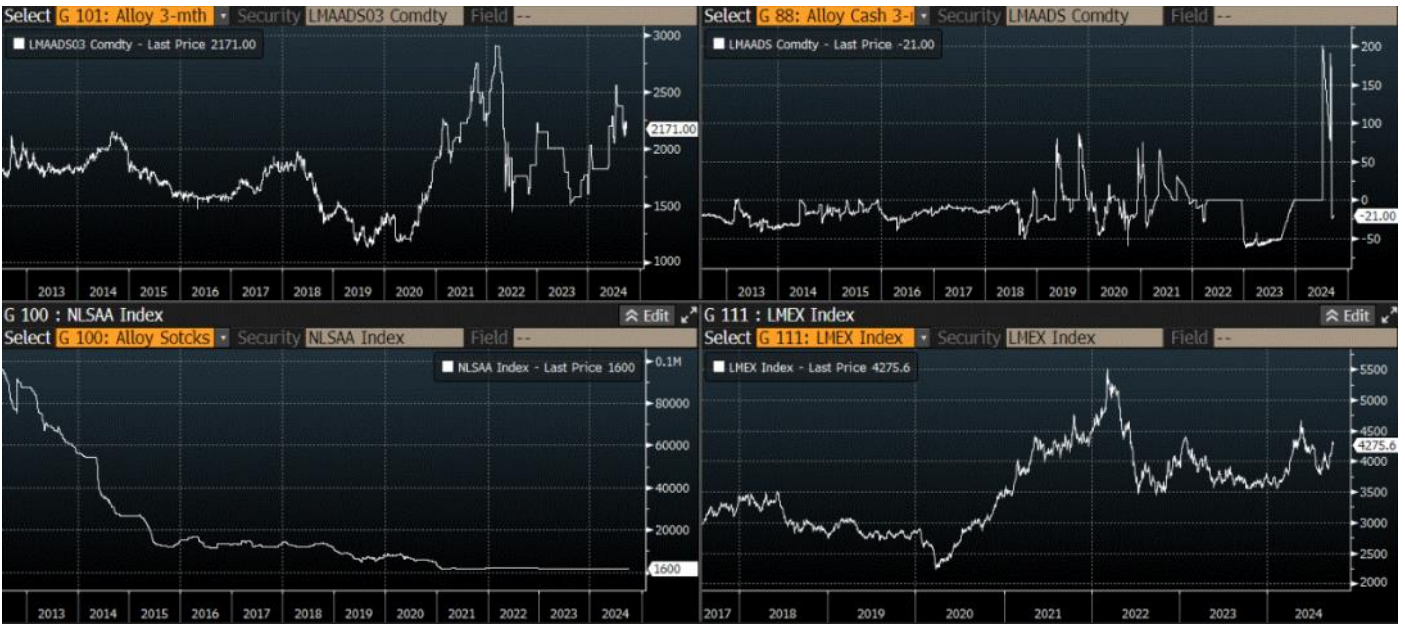 Select G 101: Alloy 3-mth Security LMAADS03 Comdty Field --
LMAADS03 Comdty - Last Price 2171.00
3000
2500
2171.00
2000
1500
1000
2013 2014 2015 2016 2017 2018 2019 2020 2021 2022 2023 2024
Select G 88: Alloy Cash 3-ı Security LMAADS Comdty Field --
LMAADS Comdty - Last Price -21.00
200
150
100
50
0
-21.00
-50
2013 2014 2015 2016 2017 2018 2019 2020 2021 2022 2023 2024
G 100 : NLSAA Index Edit
Select G 100: Alloy Sotcks Security NLSAA Index Field --
NLSAA Index - Last Price 1600
0.1M
80000
60000
40000
20000
1600
2013 2014 2015 2016 2017 2018 2019 2020 2021 2022 2023 2024
G 111 : LMEX Index Edit
Select G 111: LMEX Index Security LMEX Index Field --
LMEX Index - Last Price 4275.6
5500
5000
4500
4275.6
4000
3500
3000
2500
2000
2017 2018 2019 2020 2021 2022 2023 2024